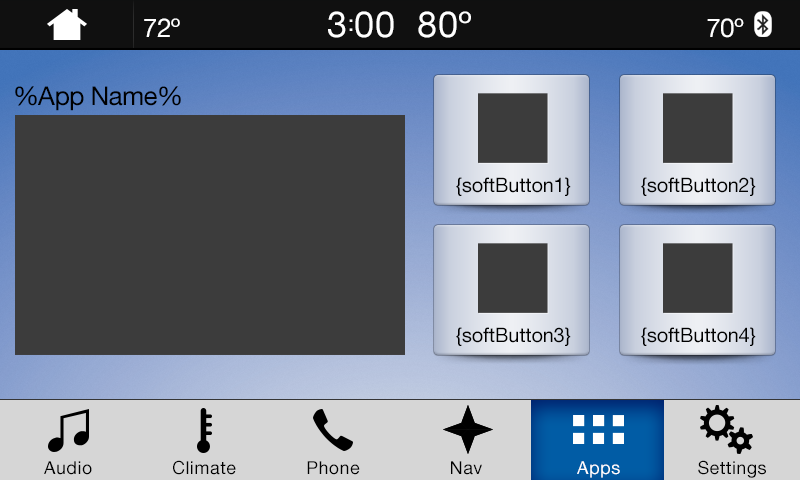 72º 3:00 80º 70º
%App Name%
{softButton1} {softButton2}
{softButton3} {softButton4}
Audio Climate Phone Nav Apps Settings